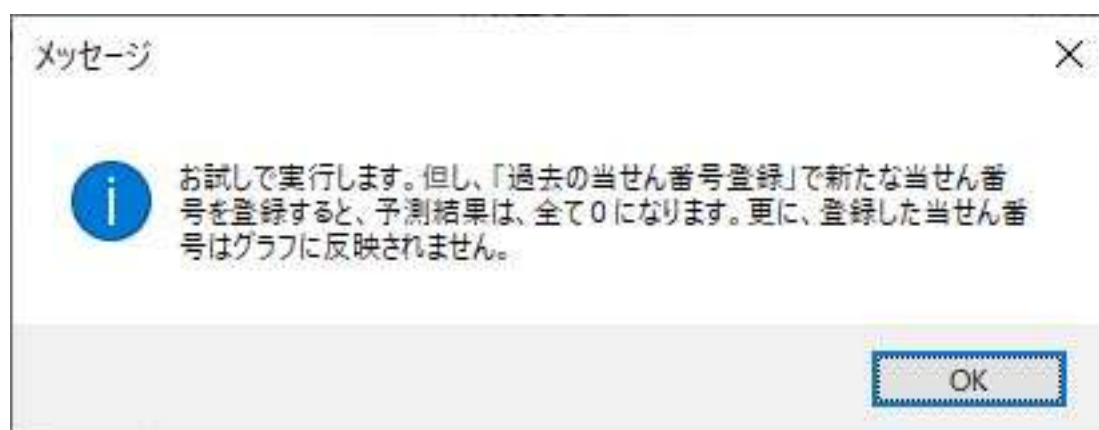 メッセージ
お試しで実行します。但し、「過去の当せん番号登録」で新たな当せん番
号を登録すると、予測結果は、全て0になります。更に、登録した当せん番
号はグラフに反映されません。
OK